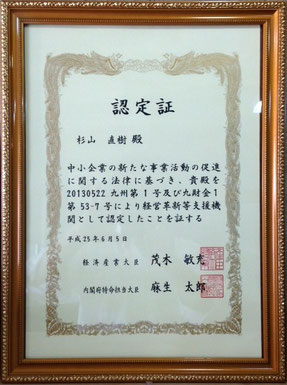 認定証
杉山 直樹 殿
中小企業の新たな事業活動の促進
に関する法律に基づき、貴殿を
20130522 九州第1号及び九財金1
第53-7号により経営革新等支援機
関として認定したことを証する
平成25年6月5日
経済産業大臣 茂木 敏充
内閣府特命担当大臣 麻生 太郎